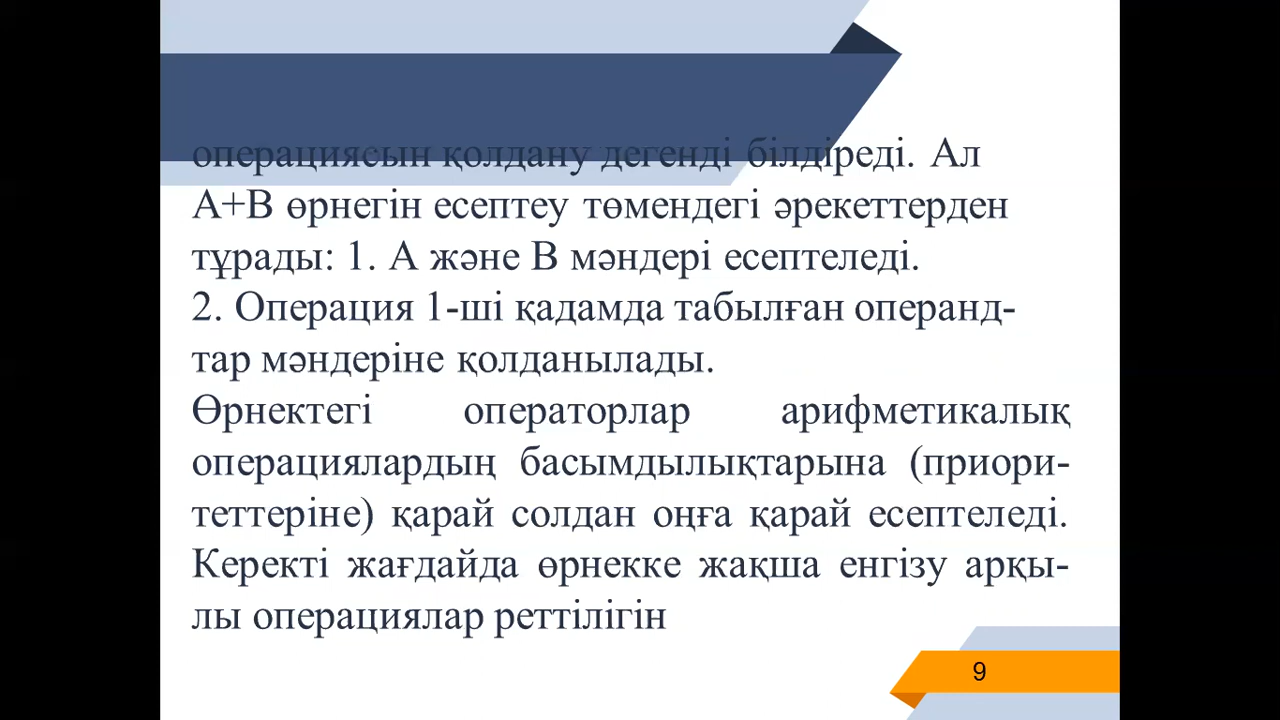 операциясын қолдану дегенді білдіреді. Ал
А+В өрнегін есептеу төмендегі әрекеттерден
тұрады: 1. А және В мәндері есептеледі.
2. Операция 1-ші қадамда табылған операнд-
тар мәндеріне қолданылады.
Өрнектегі операторлар арифметикалық
операциялардың басымдылықтарына (приори-
теттеріне) қарай солдан оңға қарай есептеледі.
Керекті жағдайда өрнекке жақша енгізу арқы-
лы операциялар реттілігін
9